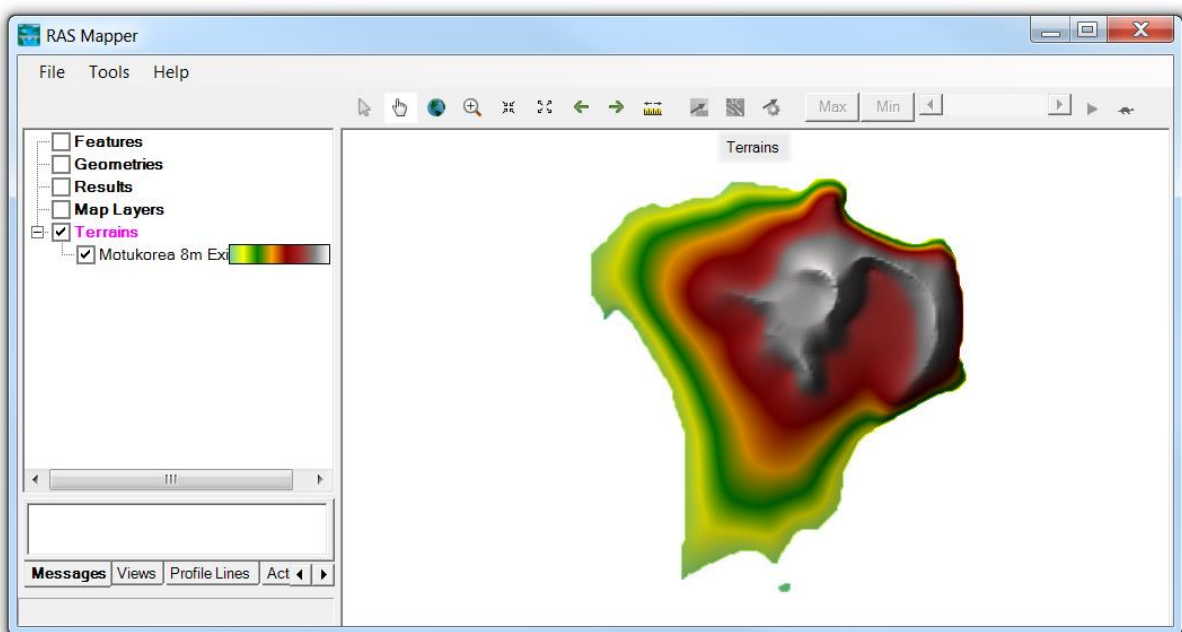 RAS Mapper
File Tools Help
Max Min
Features
Geometries
Results
Map Layers
Terrains
Motukorea 8m Exi
Terrains
Messages Views Profile Lines Act